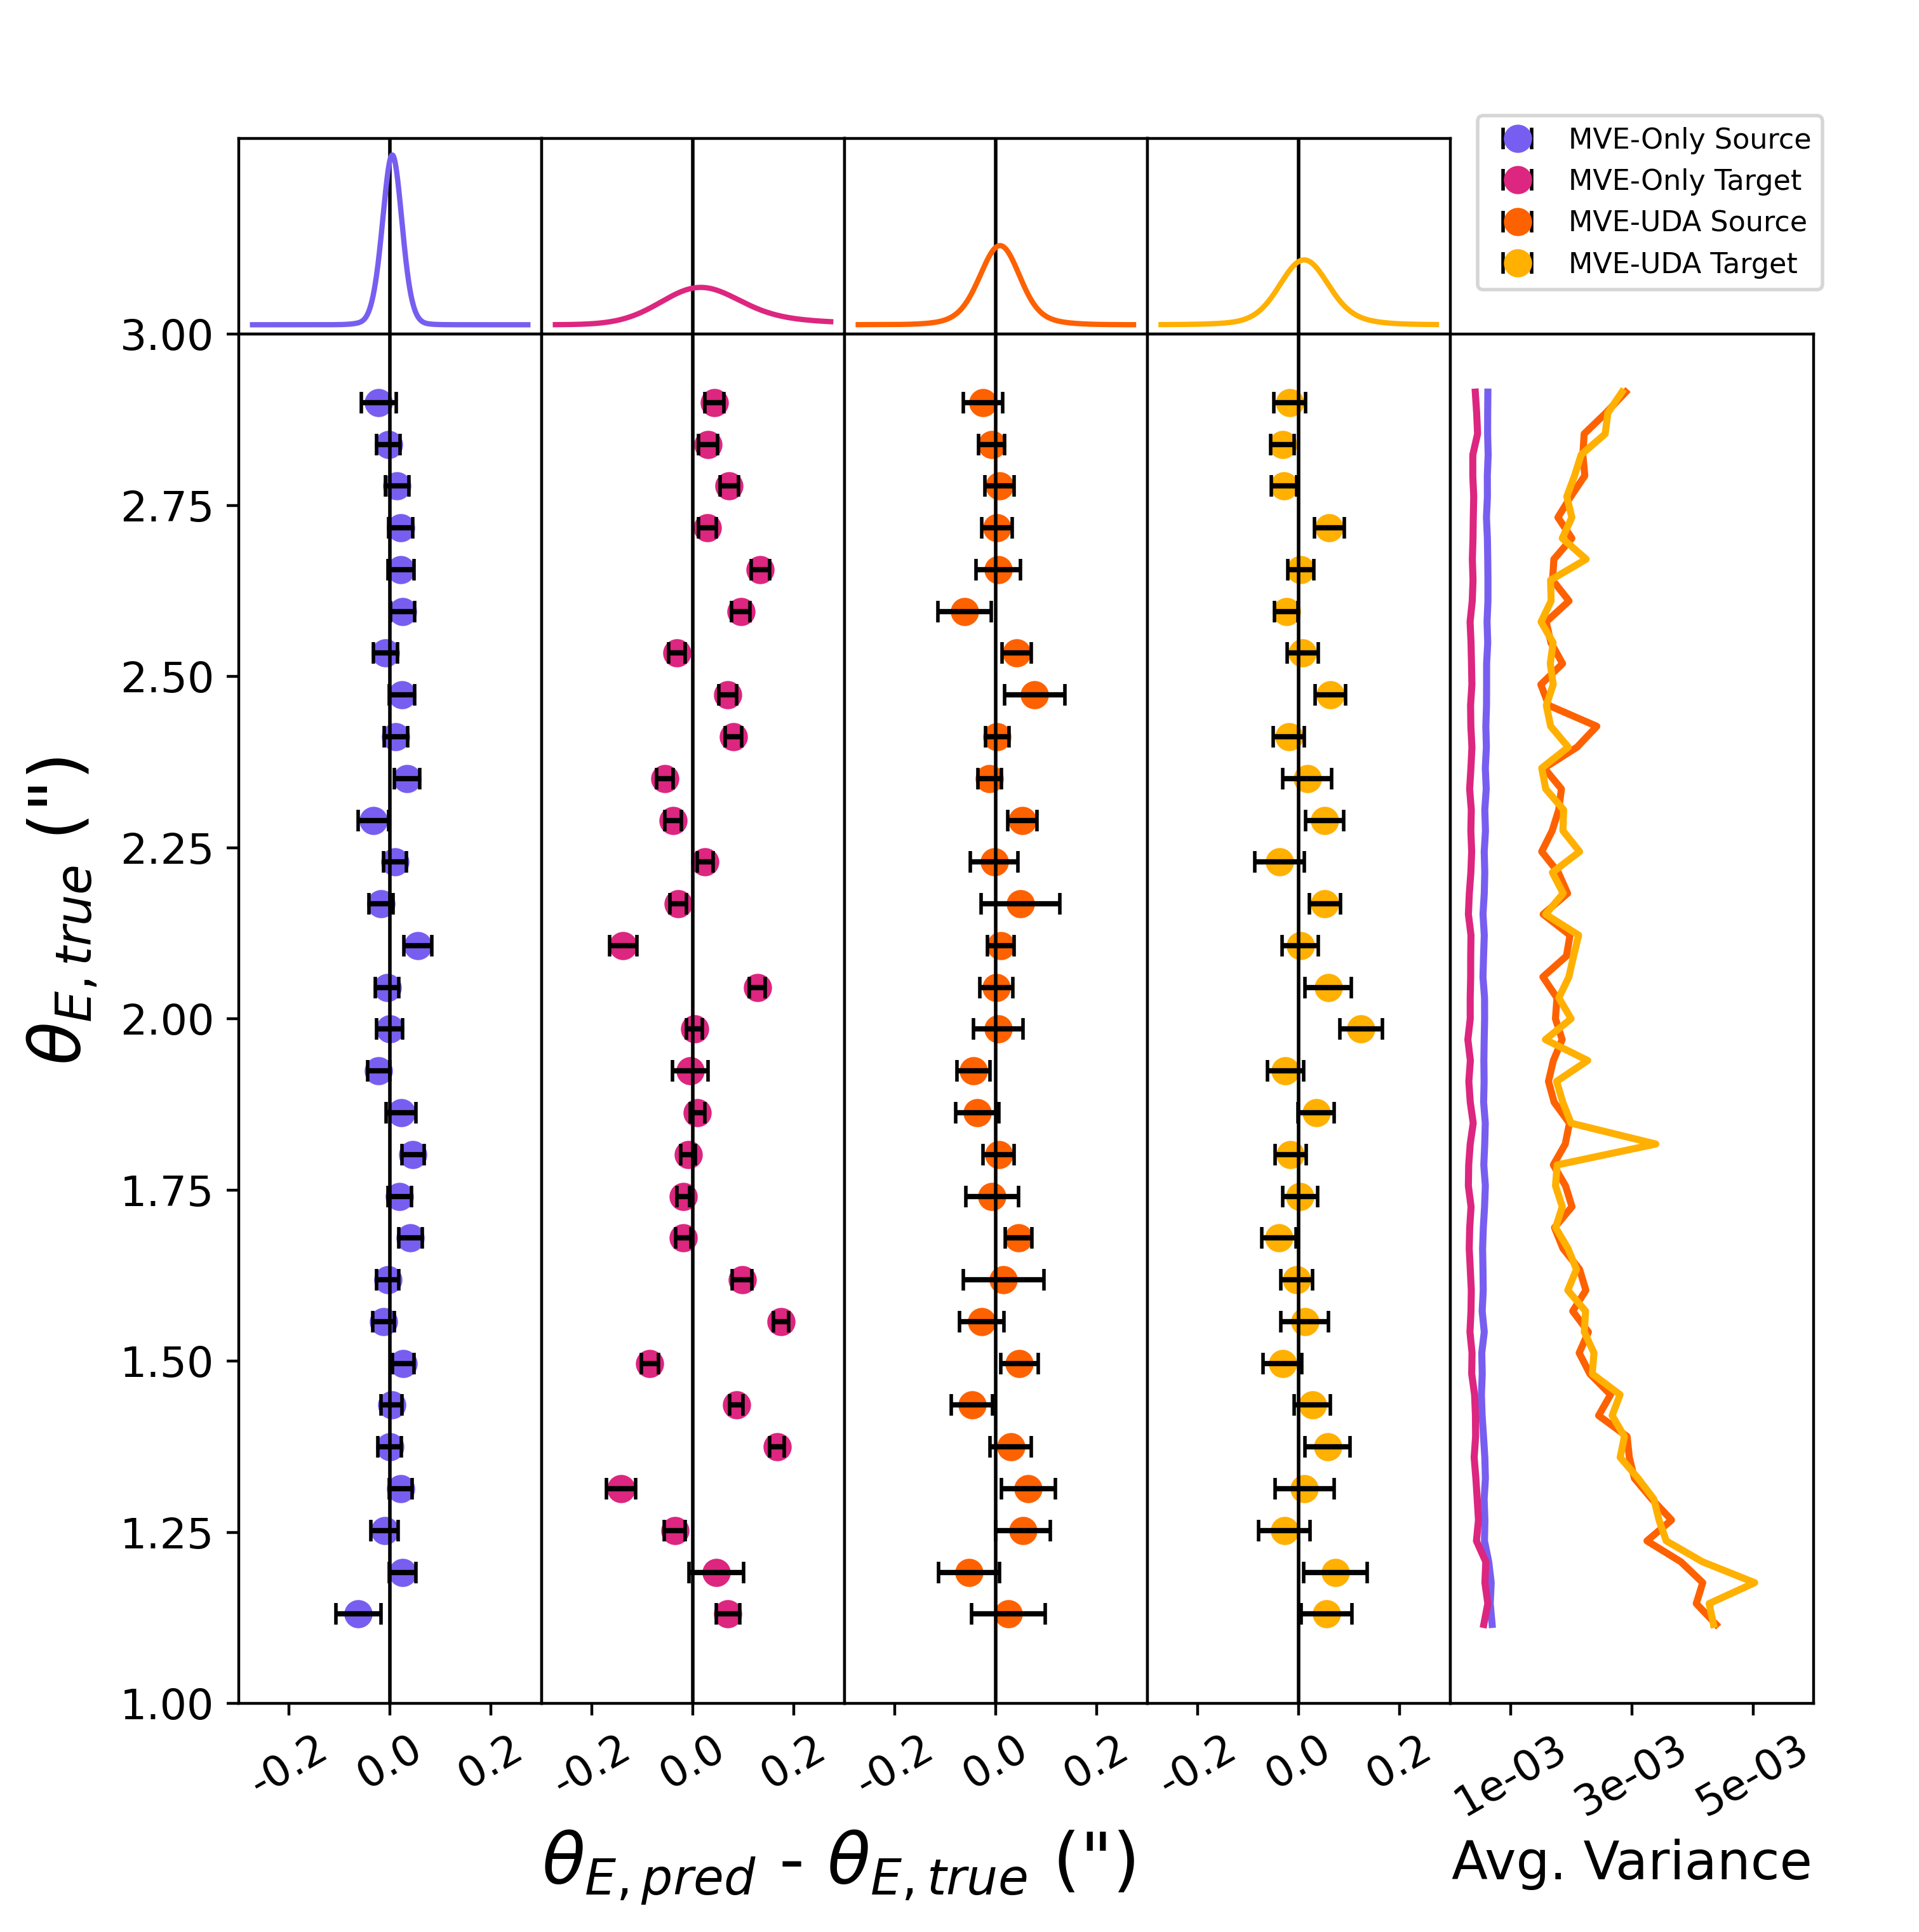 MVE-Only Source
MVE-Only Target
MVE-UDA Source
MVE-UDA Target
3.00
2.75
2.50
2.25
2.00
1.75
1.50
1.25
1.00
θE, true (")
-0.2 0.0 0.2 -0.2 0.0 0.2 -0.2 0.0 0.2 -0.2 0.0 0.2 1e-03 3e-03 5e-03
θE, pred - θE, true (") Avg. Variance